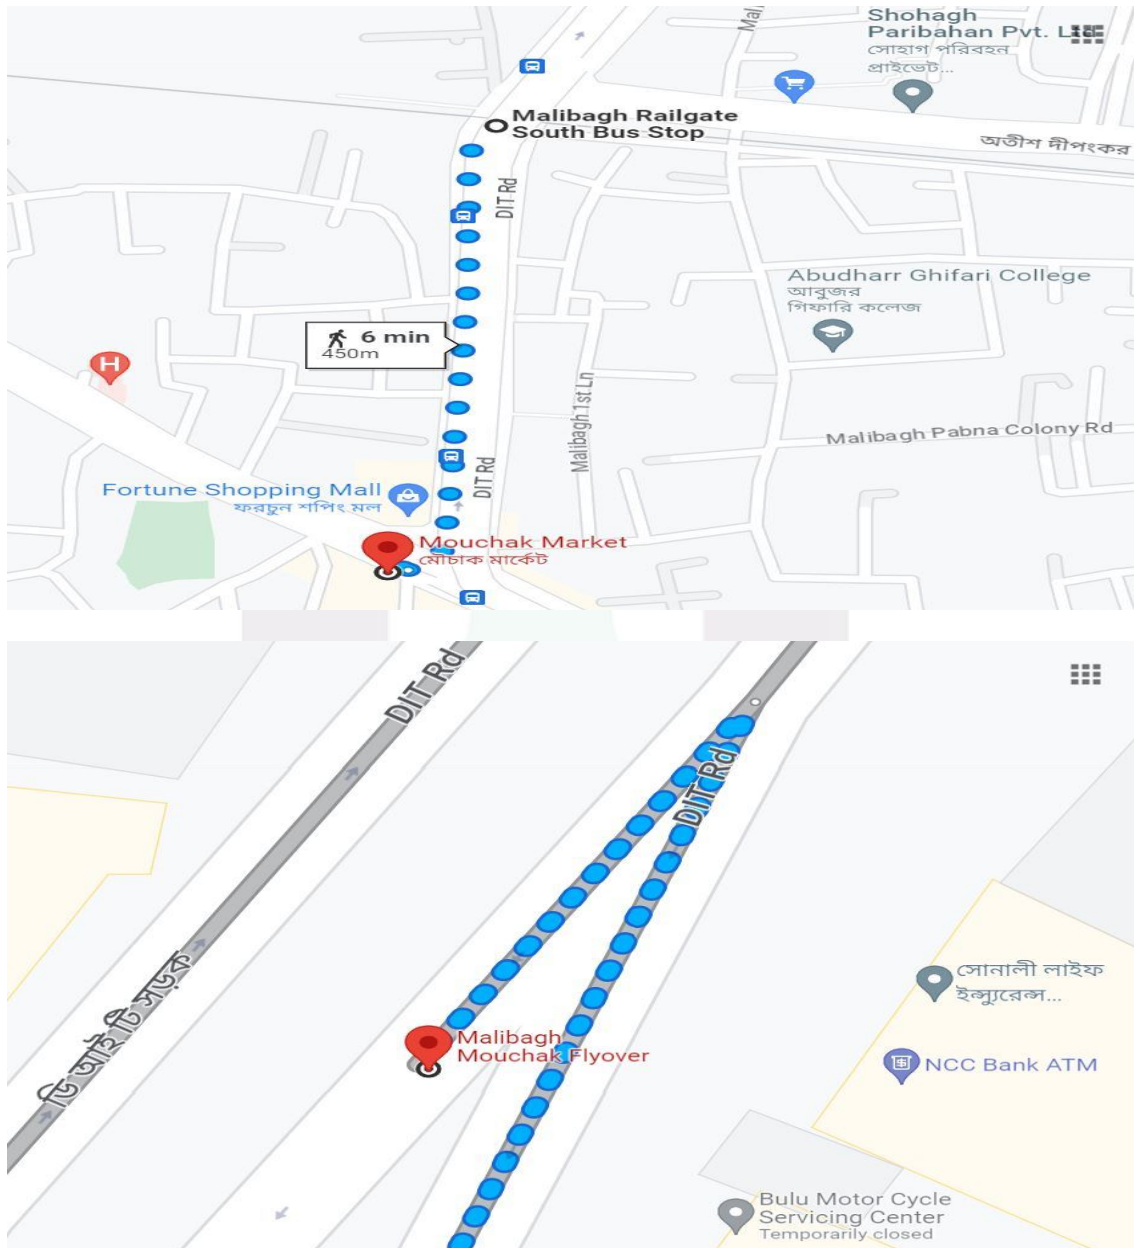 Shohagh
Paribahan Pvt. Ltd
সোহাগ পরিবহন
প্রাইভেট...
Mal
Malibagh Railgate
South Bus Stop
অতীশ দীপংকর
DIT Rd
Abudharr Ghifari College
আবুজর
গিফারি কলেজ
6 min
450m
H
Malibagh 1st Ln
Malibagh Pabna Colony Rd
DIT Rd
Fortune Shopping Mall
ফরচুন শপিং মল
Mouchak Market
মৌচাক মার্কেট
DIT Rd
DIT Rd
ডি আই টি সড়ক
সোনালী লাইফ
ইন্স্যুরেন্স...
Malibagh
Mouchak Flyover
NCC Bank ATM
Bulu Motor Cycle
Servicing Center
Temporarily closed